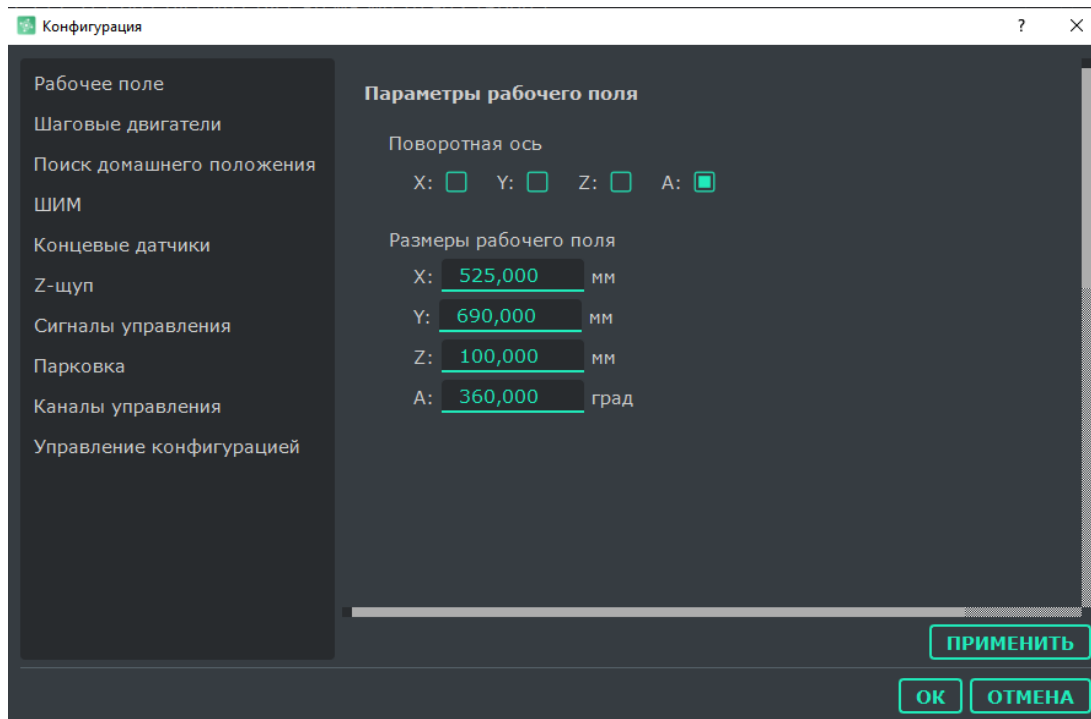 Конфигурация
?
×
Рабочее поле
Шаговые двигатели
Поиск домашнего положения
ШИМ
Концевые датчики
Z-щуп
Сигналы управления
Парковка
Каналы управления
Управление конфигурацией
Параметры рабочего поля
Поворотная ось
X: Y: Z: A:
Размеры рабочего поля
X: 525,000 мм
Y: 690,000 мм
Z: 100,000 мм
A: 360,000 град
ПРИМЕНИТЬ
ОК ОТМЕНА